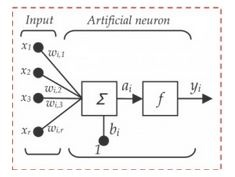 Input Artificial neuron
x1
wi,1
x2
wi,2
x3
wi,3
xr
wi,r
Σ
ai
f
yi
bi
1